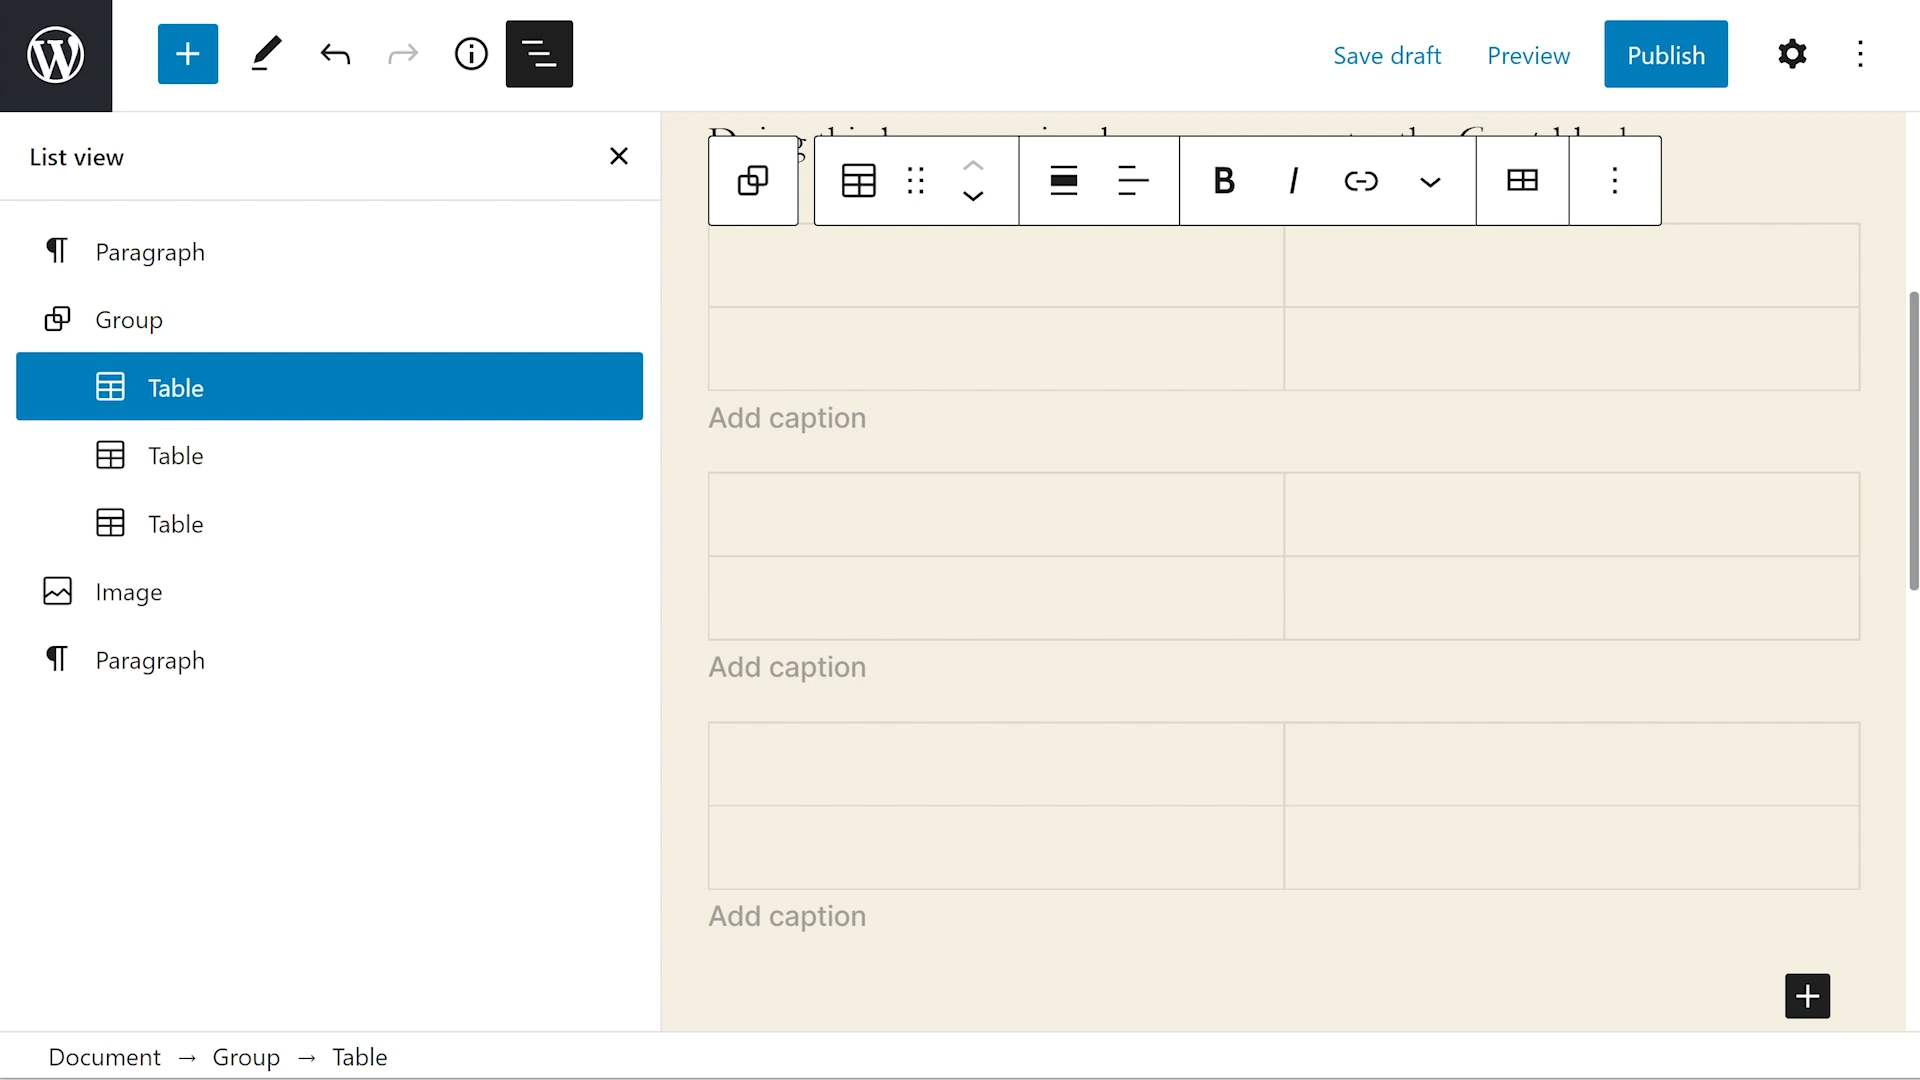 Save draft
Preview
Publish
List view
Paragraph
Group
Table
Table
Table
Image
Paragraph
B I
Add caption
Add caption
Add caption
Document → Group → Table